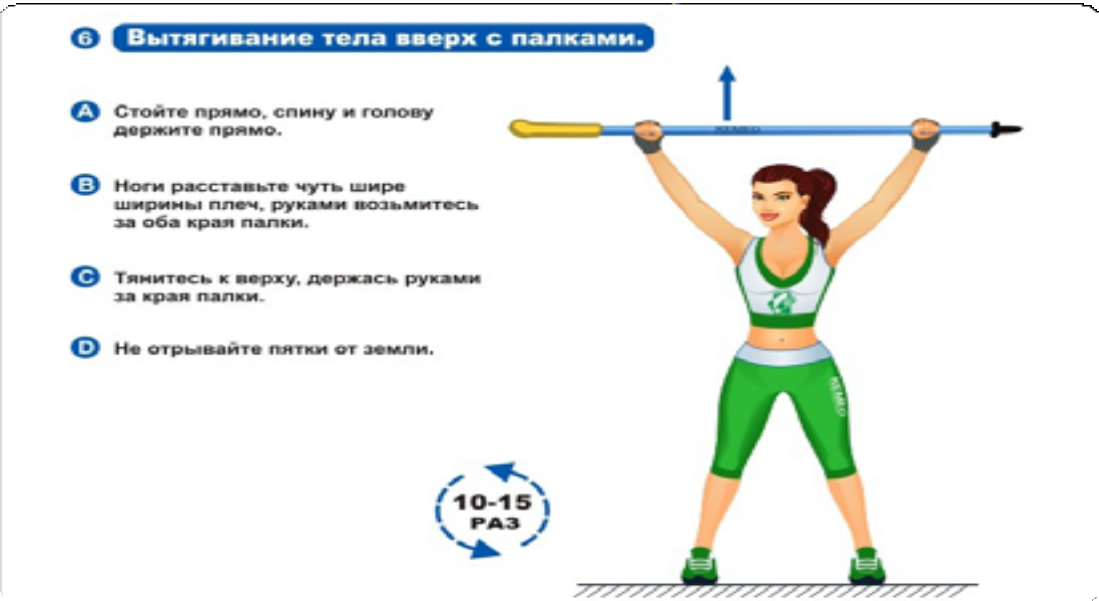 6 Вытягивание тела вверх с палками.
A Стойте прямо, спину и голову
держите прямо.
B Ноги расставьте чуть шире
ширины плеч, руками возьмитесь
за оба края палки.
C Тянитесь к верху, держась руками
за края палки.
D Не отрывайте пятки от земли.
KEMEO
KEMEO
10-15
РАЗ